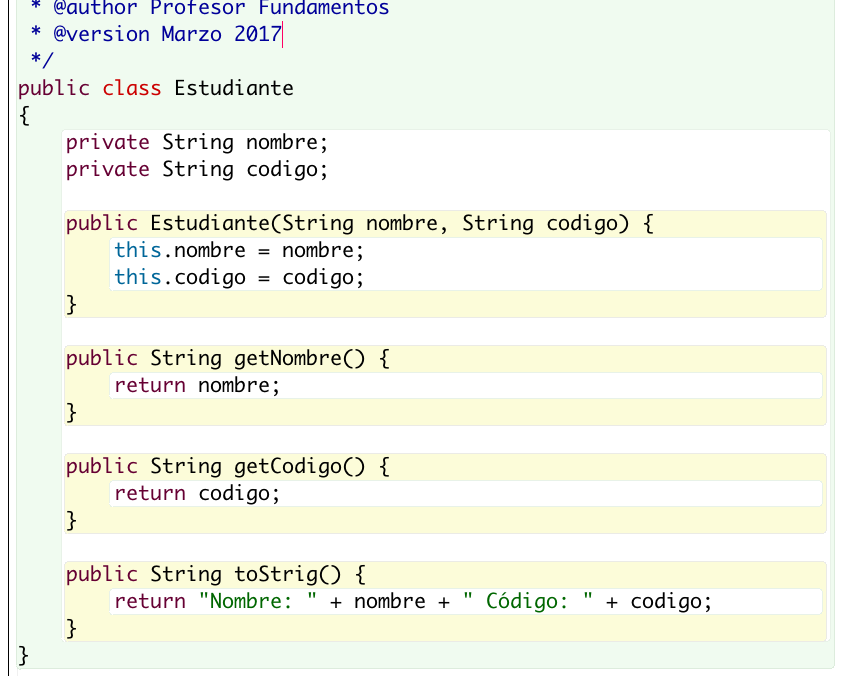 * @author Profesor Fundamentos
* @version Marzo 2017
*/
public class Estudiante
{
private String nombre;
private String codigo;
public Estudiante(String nombre, String codigo) {
this.nombre = nombre;
this.codigo = codigo;
}
public String getNombre() {
return nombre;
}
public String getCodigo() {
return codigo;
}
public String toStrig() {
return "Nombre: " + nombre + " Código: " + codigo;
}
}